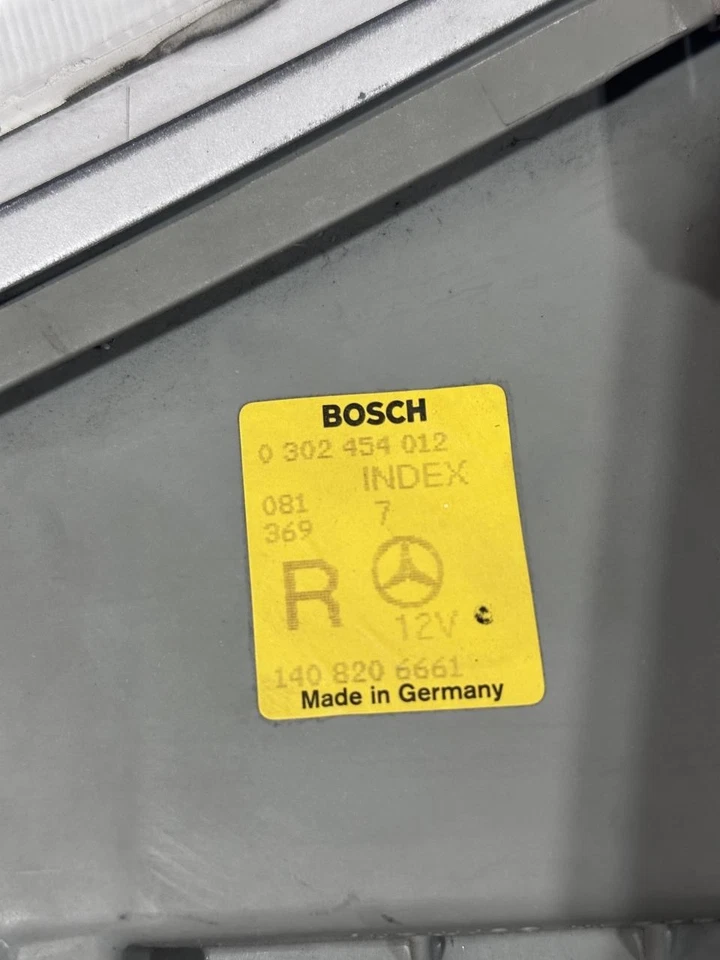 BOSCH
0 302 454 012
INDEX
081 7
369
R
12V
140 820 6661
Made in Germany